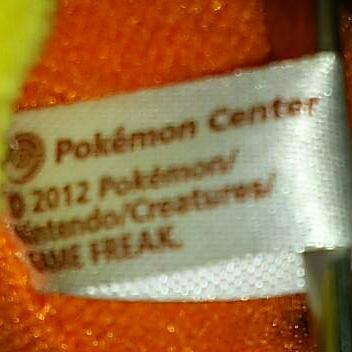 Pokémon Center
© 2012 Pokémon/
Nintendo/Creatures/
GAME FREAK.